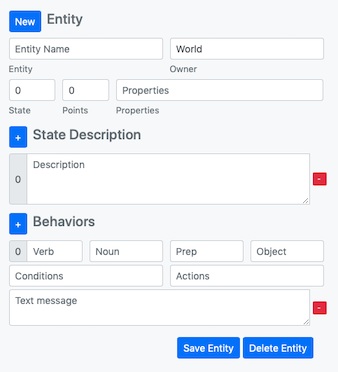 New Entity
Entity Name World
Entity Owner
0 0 Properties
State Points Properties
+ State Description
0 Description -
+ Behaviors
0 Verb Noun Prep Object
Conditions Actions
Text message -
Save Entity Delete Entity